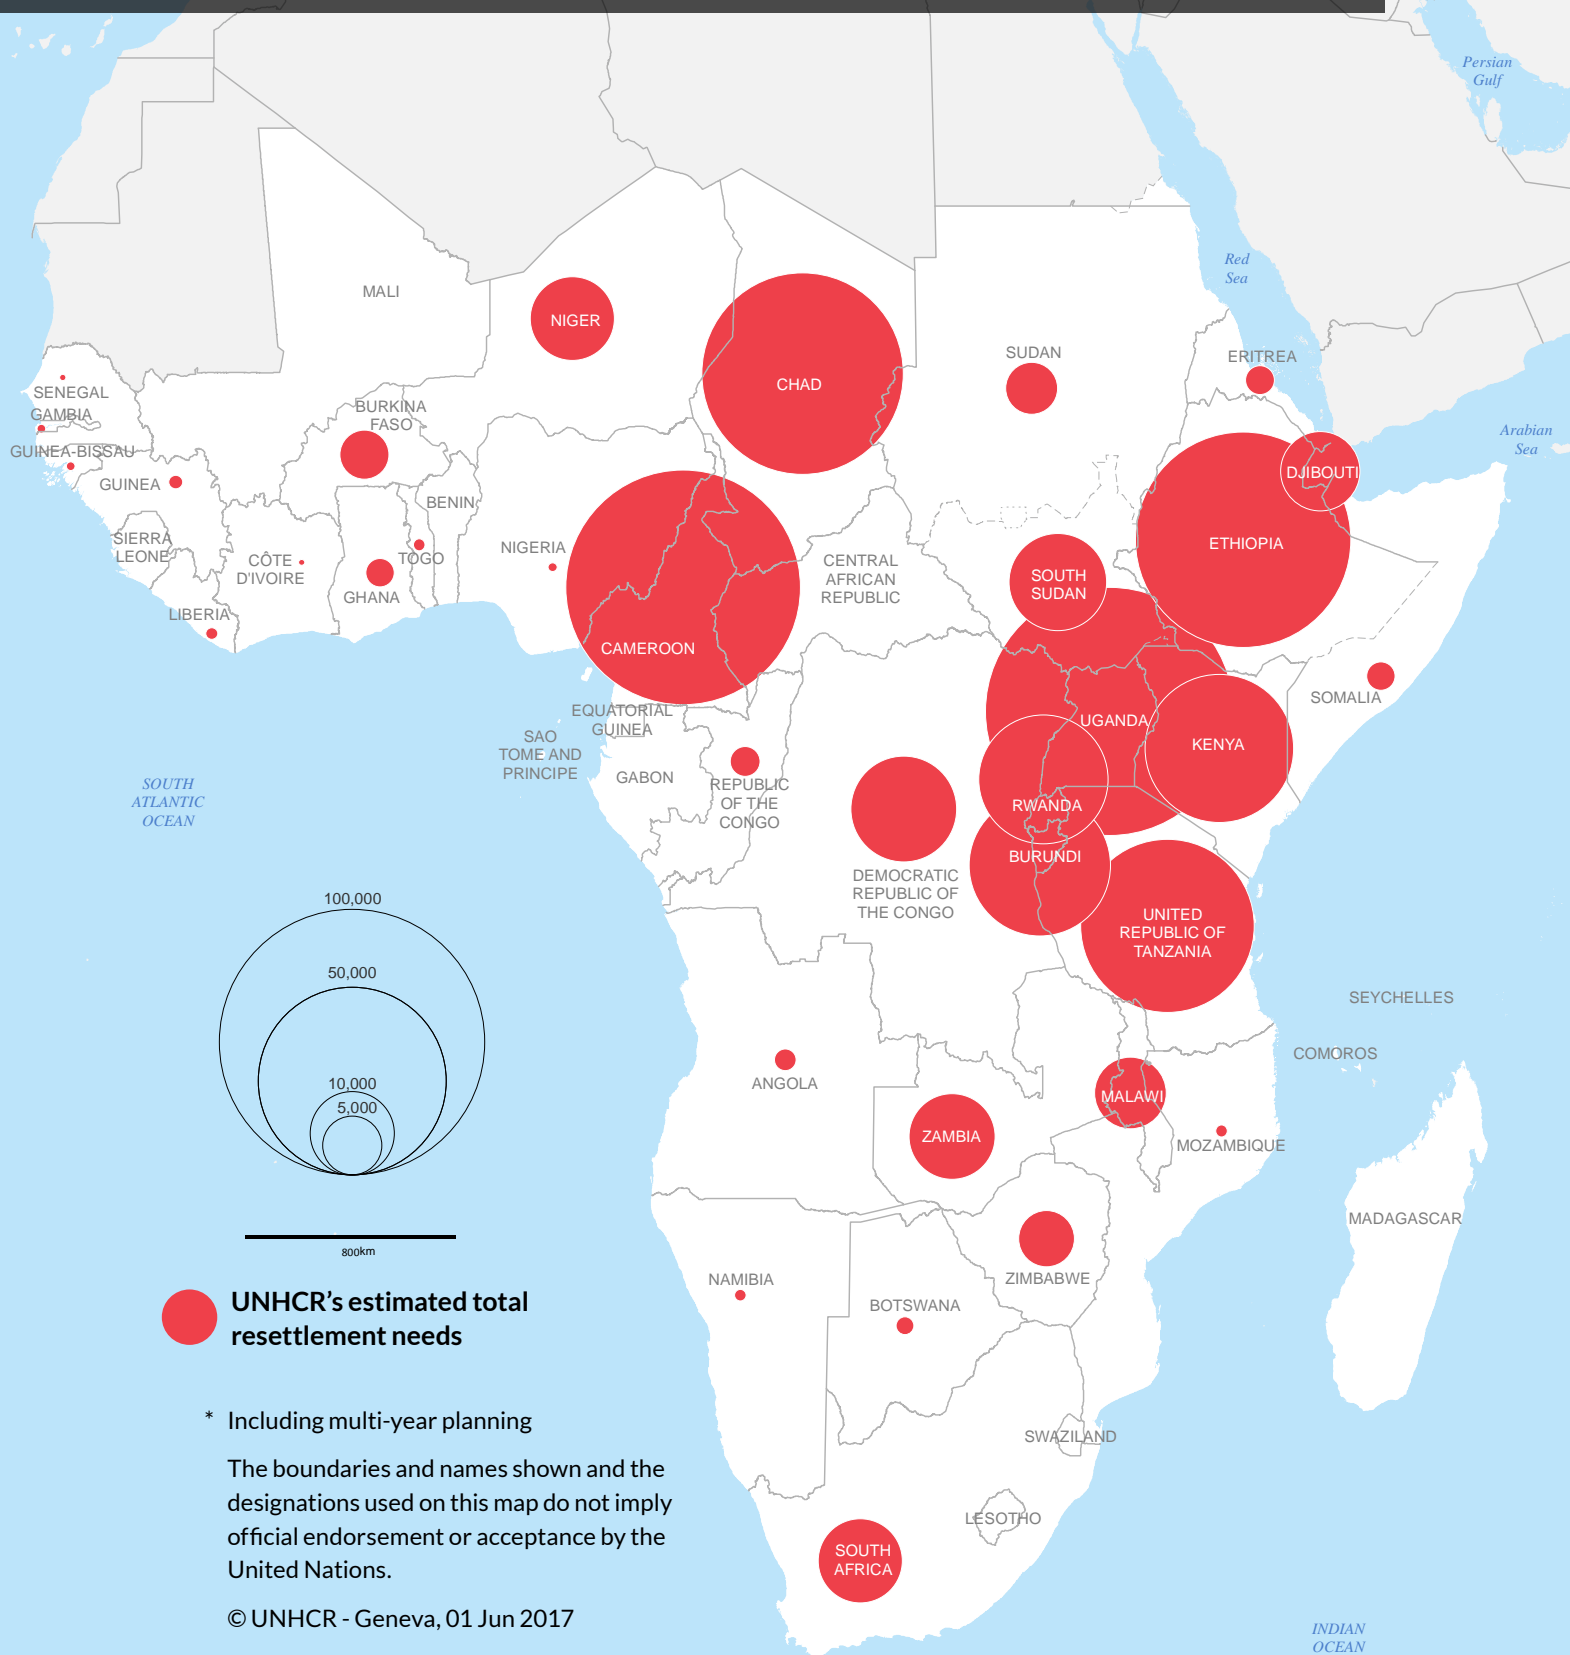 Persian
Gulf
Red
Sea
MALI
NIGER
CHAD
SUDAN
ERITREA
SENEGAL
GAMBIA
BURKINA
FASO
Arabian
Sea
GUINEA-BISSAU
DJIBOUTI
GUINEA
BENIN
SIERRA
LEONE
CÔTE
D'IVOIRE
TOGO
NIGERIA
ETHIOPIA
CENTRAL
AFRICAN
REPUBLIC
SOUTH
SUDAN
GHANA
LIBERIA
CAMEROON
SOMALIA
EQUATORIAL
GUINEA
UGANDA
SAO
TOME AND
PRINCIPE
KENYA
GABON
REPUBLIC
OF THE
CONGO
SOUTH
ATLANTIC
OCEAN
RWANDA
BURUNDI
DEMOCRATIC
REPUBLIC OF
THE CONGO
UNITED
REPUBLIC OF
TANZANIA
100,000
50,000
10,000
5,000
SEYCHELLES
COMOROS
ANGOLA
MALAWI
ZAMBIA
MOZAMBIQUE
MADAGASCAR
800km
NAMIBIA
ZIMBABWE
BOTSWANA
UNHCR's estimated total
resettlement needs
* Including multi-year planning
SWAZILAND
The boundaries and names shown and the
designations used on this map do not imply
official endorsement or acceptance by the
United Nations.
LESOTHO
SOUTH
AFRICA
© UNHCR - Geneva, 01 Jun 2017
INDIAN
OCEAN